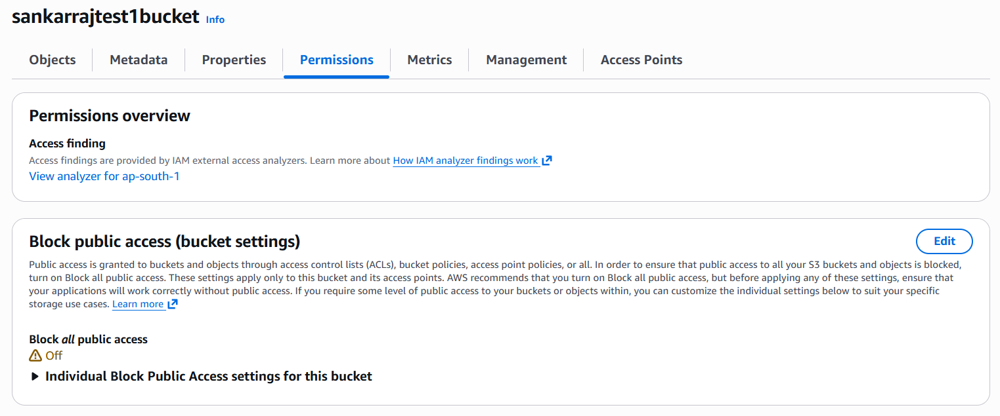 sankarrajtest1bucket Info
Objects Metadata Properties Permissions Metrics Management Access Points
Permissions overview
Access finding
Access findings are provided by IAM external access analyzers. Learn more about How IAM analyzer findings work
View analyzer for ap-south-1
Block public access (bucket settings)
Edit
Public access is granted to buckets and objects through access control lists (ACLs), bucket policies, access point policies, or all. In order to ensure that public access to all your S3 buckets and objects is blocked,
turn on Block all public access. These settings apply only to this bucket and its access points. AWS recommends that you turn on Block all public access, but before applying any of these settings, ensure that
your applications will work correctly without public access. If you require some level of public access to your buckets or objects within, you can customize the individual settings below to suit your specific
storage use cases. Learn more
Block all public access
Off
Individual Block Public Access settings for this bucket